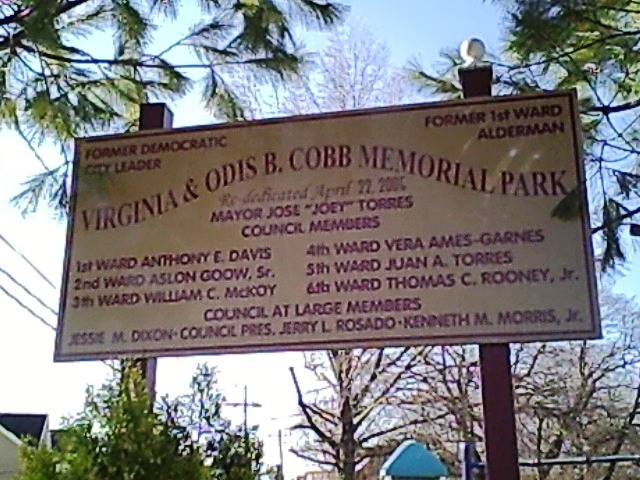 FORMER DEMOCRATIC
CITY LEADER
FORMER 1st WARD
ALDERMAN
VIRGINIA & ODIS B. COBB MEMORIAL PARK
Re-dedicated April 22, 2006
MAYOR JOSE "JOEY" TORRES
COUNCIL MEMBERS
1st WARD ANTHONY E. DAVIS
2nd WARD ASLON GOOW, Sr.
3th WARD WILLIAM C. McKOY
4th WARD VERA AMES-GARNES
5th WARD JUAN A. TORRES
6th WARD THOMAS C. ROONEY, Jr.
COUNCIL AT LARGE MEMBERS
JESSIE M. DIXON · COUNCIL PRES. JERRY L. ROSADO · KENNETH M. MORRIS, Jr.